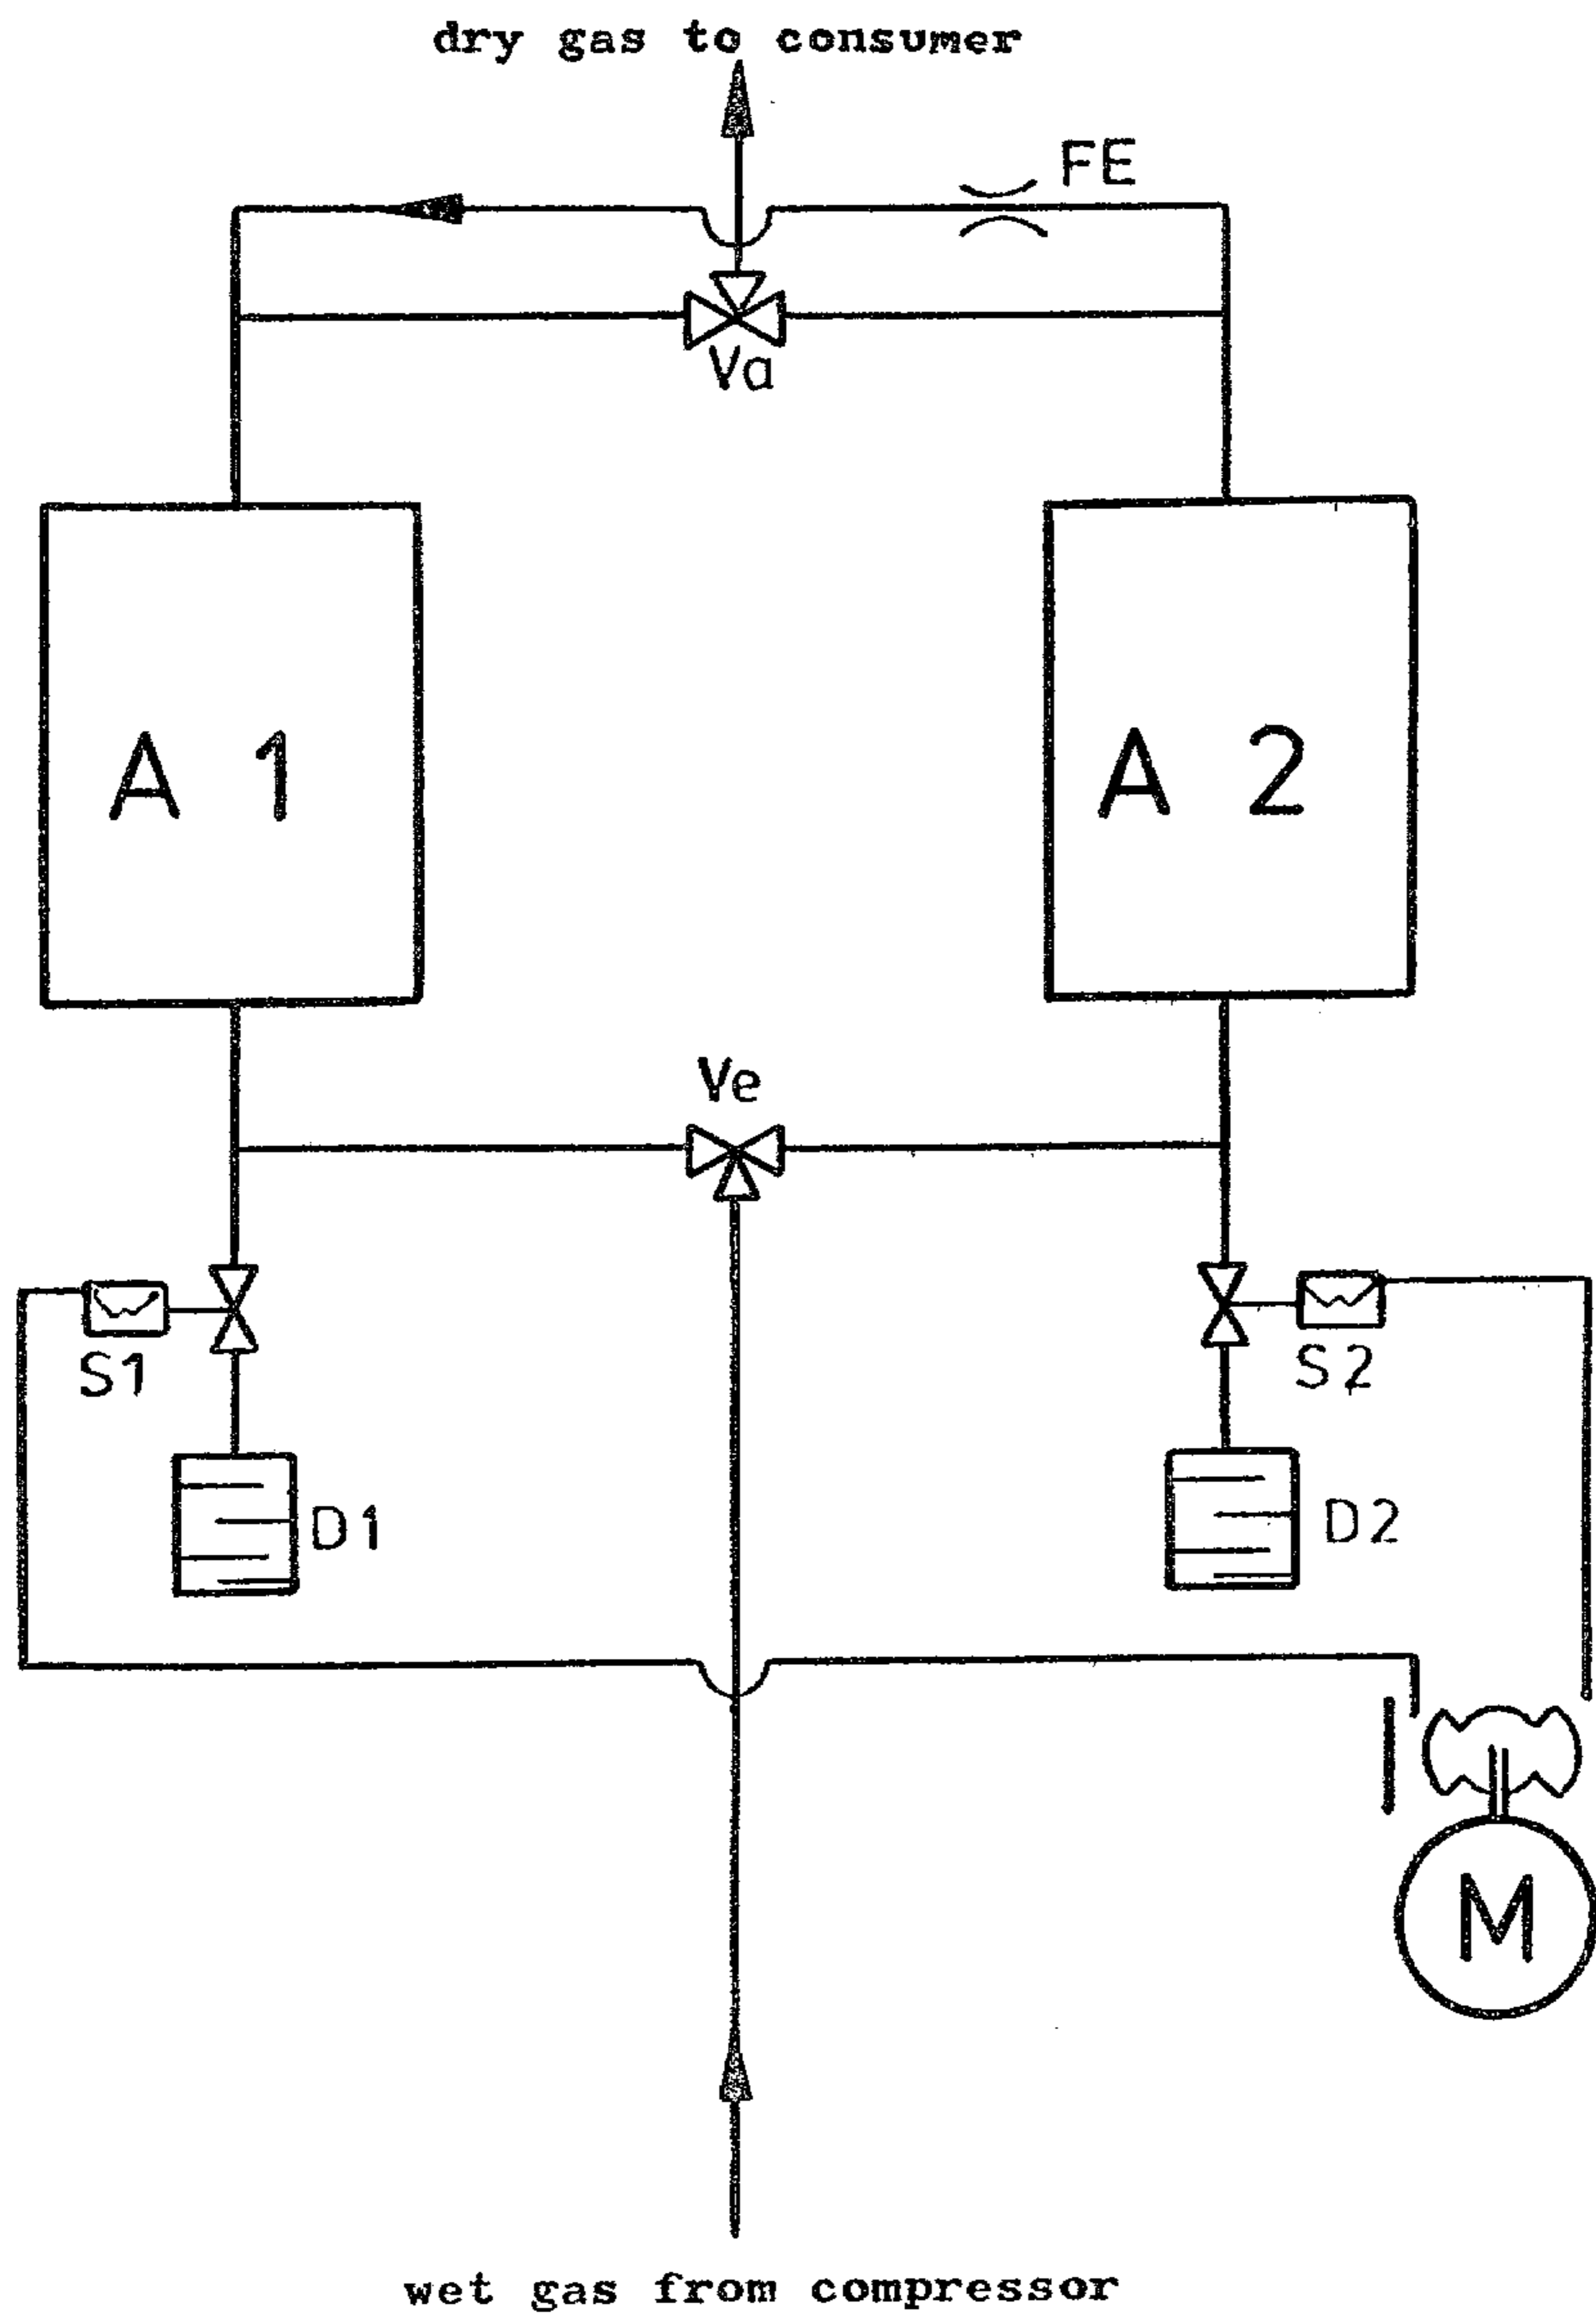 dry gas to consumer
FE
Va
A 1
A 2
Ve
S1
S2
D1
D2
M
wet gas from compressor